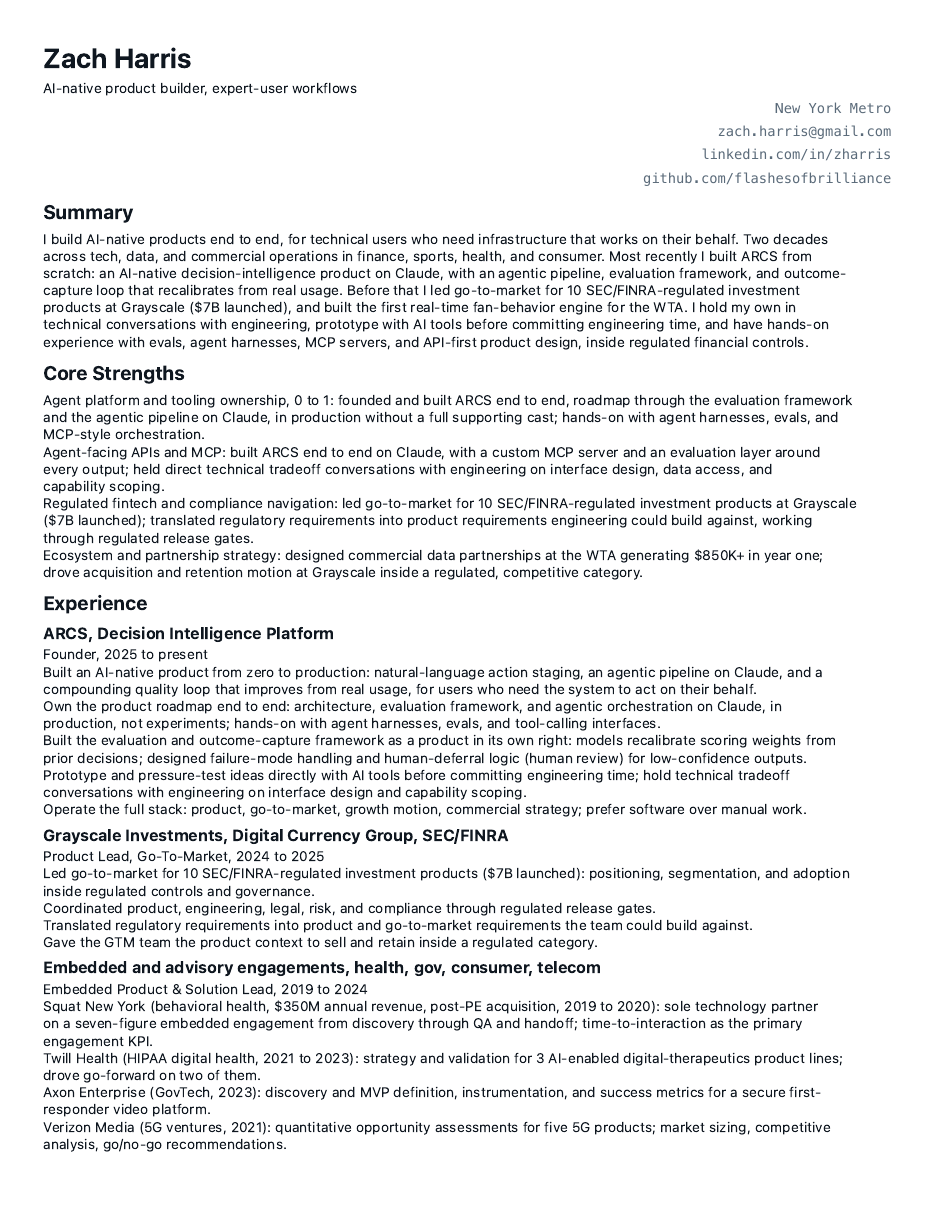 Zach Harris
AI-native product builder, expert-user workflows
New York Metro
zach.harris@gmail.com
linkedin.com/in/zharris
github.com/flashesofbrilliance
Summary
I build AI-native products end to end, for technical users who need infrastructure that works on their behalf. Two decades
across tech, data, and commercial operations in finance, sports, health, and consumer. Most recently I built ARCS from
scratch: an AI-native decision-intelligence product on Claude, with an agentic pipeline, evaluation framework, and outcome-
capture loop that recalibrates from real usage. Before that I led go-to-market for 10 SEC/FINRA-regulated investment
products at Grayscale ($7B launched), and built the first real-time fan-behavior engine for the WTA. I hold my own in
technical conversations with engineering, prototype with AI tools before committing engineering time, and have hands-on
experience with evals, agent harnesses, MCP servers, and API-first product design, inside regulated financial controls.
Core Strengths
Agent platform and tooling ownership, 0 to 1: founded and built ARCS end to end, roadmap through the evaluation framework
and the agentic pipeline on Claude, in production without a full supporting cast; hands-on with agent harnesses, evals, and
MCP-style orchestration.
Agent-facing APIs and MCP: built ARCS end to end on Claude, with a custom MCP server and an evaluation layer around
every output; held direct technical tradeoff conversations with engineering on interface design, data access, and
capability scoping.
Regulated fintech and compliance navigation: led go-to-market for 10 SEC/FINRA-regulated investment products at Grayscale
($7B launched); translated regulatory requirements into product requirements engineering could build against, working
through regulated release gates.
Ecosystem and partnership strategy: designed commercial data partnerships at the WTA generating $850K+ in year one;
drove acquisition and retention motion at Grayscale inside a regulated, competitive category.
Experience
ARCS, Decision Intelligence Platform
Founder, 2025 to present
Built an AI-native product from zero to production: natural-language action staging, an agentic pipeline on Claude, and a
compounding quality loop that improves from real usage, for users who need the system to act on their behalf.
Own the product roadmap end to end: architecture, evaluation framework, and agentic orchestration on Claude, in
production, not experiments; hands-on with agent harnesses, evals, and tool-calling interfaces.
Built the evaluation and outcome-capture framework as a product in its own right: models recalibrate scoring weights from
prior decisions; designed failure-mode handling and human-deferral logic (human review) for low-confidence outputs.
Prototype and pressure-test ideas directly with AI tools before committing engineering time; hold technical tradeoff
conversations with engineering on interface design and capability scoping.
Operate the full stack: product, go-to-market, growth motion, commercial strategy; prefer software over manual work.
Grayscale Investments, Digital Currency Group, SEC/FINRA
Product Lead, Go-To-Market, 2024 to 2025
Led go-to-market for 10 SEC/FINRA-regulated investment products ($7B launched): positioning, segmentation, and adoption
inside regulated controls and governance.
Coordinated product, engineering, legal, risk, and compliance through regulated release gates.
Translated regulatory requirements into product and go-to-market requirements the team could build against.
Gave the GTM team the product context to sell and retain inside a regulated category.
Embedded and advisory engagements, health, gov, consumer, telecom
Embedded Product & Solution Lead, 2019 to 2024
Squat New York (behavioral health, $350M annual revenue, post-PE acquisition, 2019 to 2020): sole technology partner
on a seven-figure embedded engagement from discovery through QA and handoff; time-to-interaction as the primary
engagement KPI.
Twill Health (HIPAA digital health, 2021 to 2023): strategy and validation for 3 AI-enabled digital-therapeutics product lines;
drove go-forward on two of them.
Axon Enterprise (GovTech, 2023): discovery and MVP definition, instrumentation, and success metrics for a secure first-
responder video platform.
Verizon Media (5G ventures, 2021): quantitative opportunity assessments for five 5G products; market sizing, competitive
analysis, go/no-go recommendations.